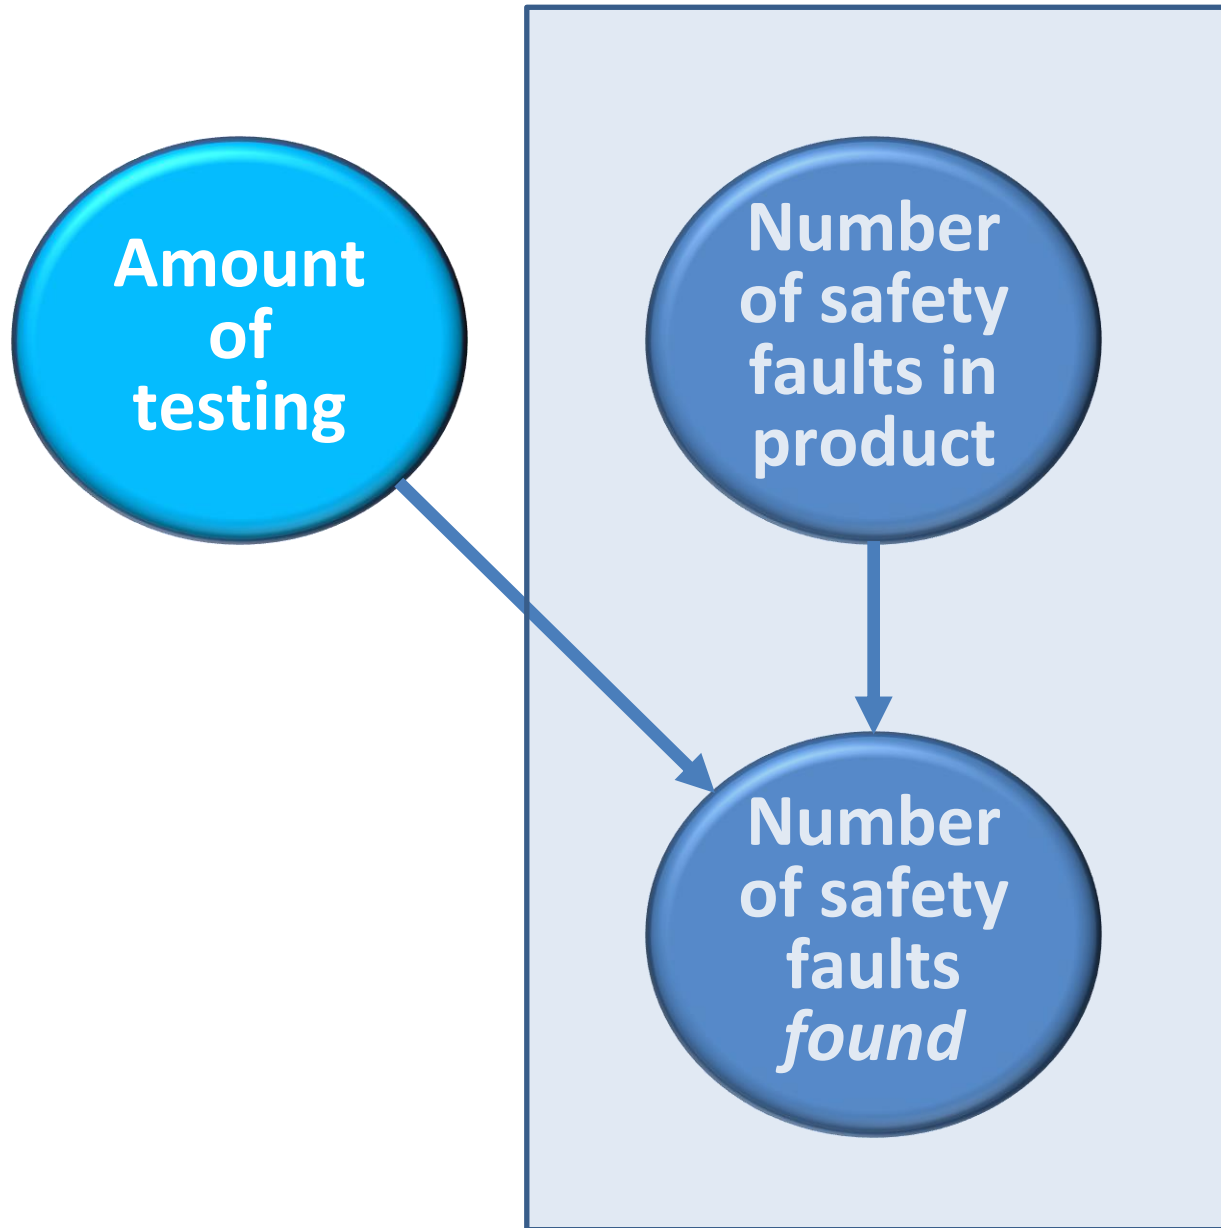 Amount
of
testing
Number
of safety
faults in
product
Number
of safety
faults
found